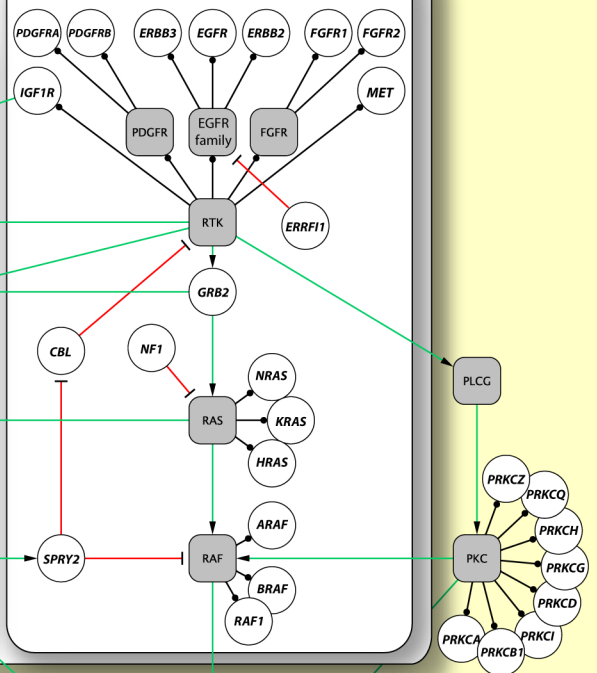 PDGFRA
PDGFRB
ERBB3
EGFR
ERBB2
FGFR1
FGFR2
IGF1R
MET
PDGFR
EGFR
family
FGFR
RTK
ERRFI1
GRB2
CBL
NF1
NRAS
PLCG
RAS
KRAS
HRAS
PRKCZ
PRKCQ
ARAF
PRKCH
SPRY2
RAF
PKC
PRKCG
BRAF
PRKCD
RAF1
PRKCA
PRKCI
PRKCB1